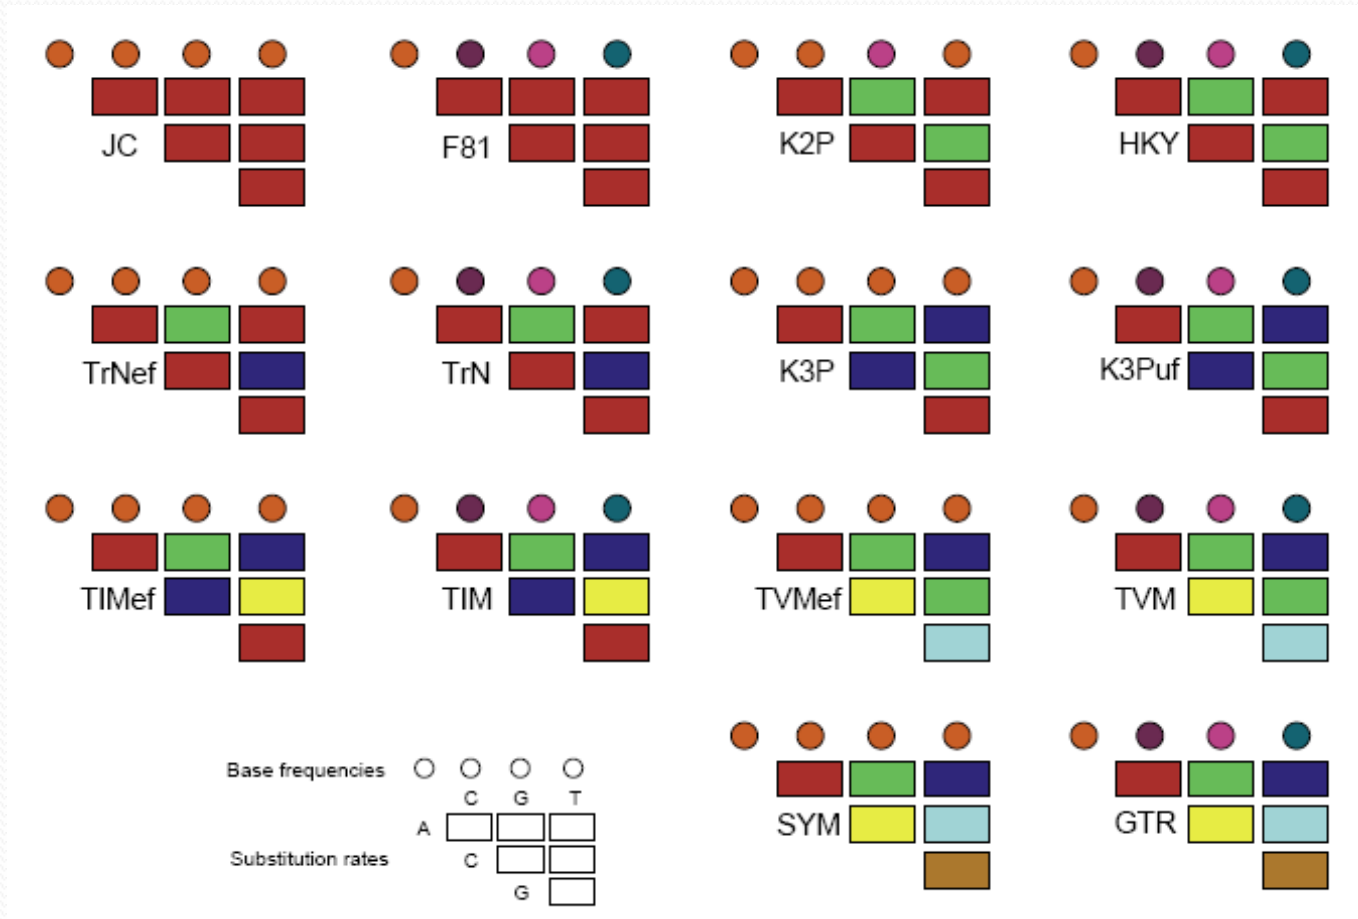 JC
F81
K2P
HKY
TrNef
TrN
K3P
K3Puf
TIMef
TIM
TVMef
TVM
SYM
GTR
Base frequencies
C G T
A
Substitution rates
C
G